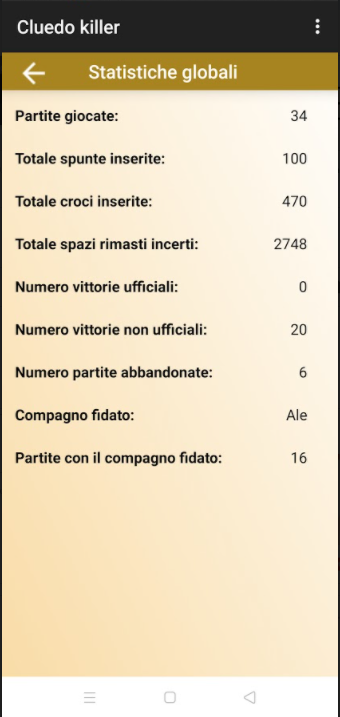 Cluedo killer
Statistiche globali
Partite giocate: 34
Totale spunte inserite: 100
Totale croci inserite: 470
Totale spazi rimasti incerti: 2748
Numero vittorie ufficiali: 0
Numero vittorie non ufficiali: 20
Numero partite abbandonate: 6
Compagno fidato: Ale
Partite con il compagno fidato: 16